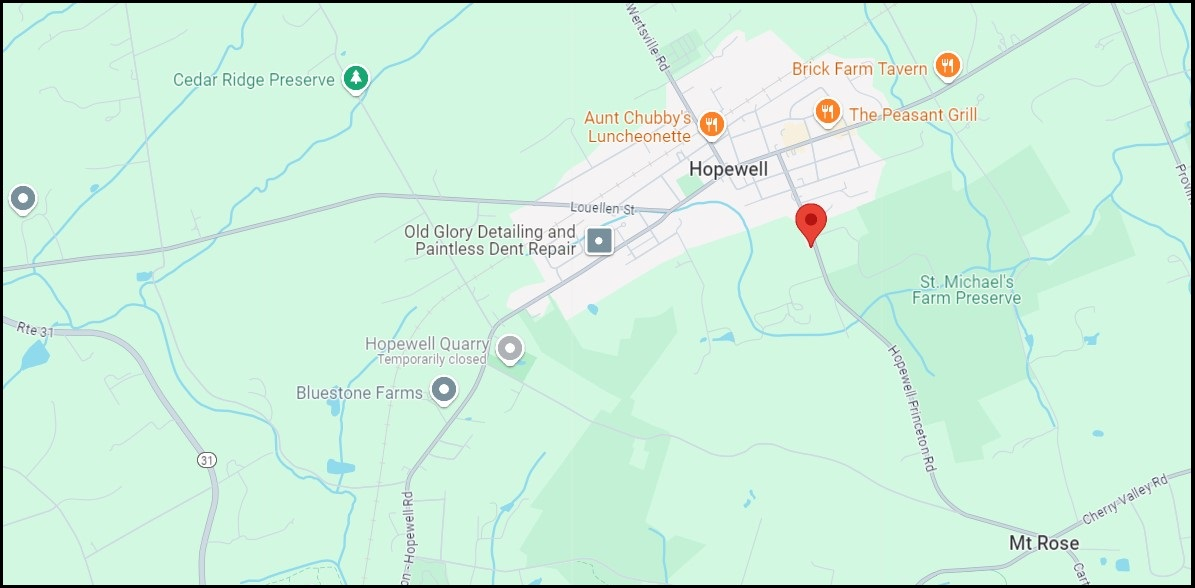 Wertsville Rd
Cedar Ridge Preserve
Brick Farm Tavern
Aunt Chubby's
Luncheonette
The Peasant Grill
Hopewell
Louellen St
Old Glory Detailing and
Paintless Dent Repair
St. Michael's
Farm Preserve
Rte 31
Hopewell Quarry
Temporarily closed
Bluestone Farms
Hopewell Princeton Rd
31
Cherry Valley Rd
Hopewell Rd
Mt Rose